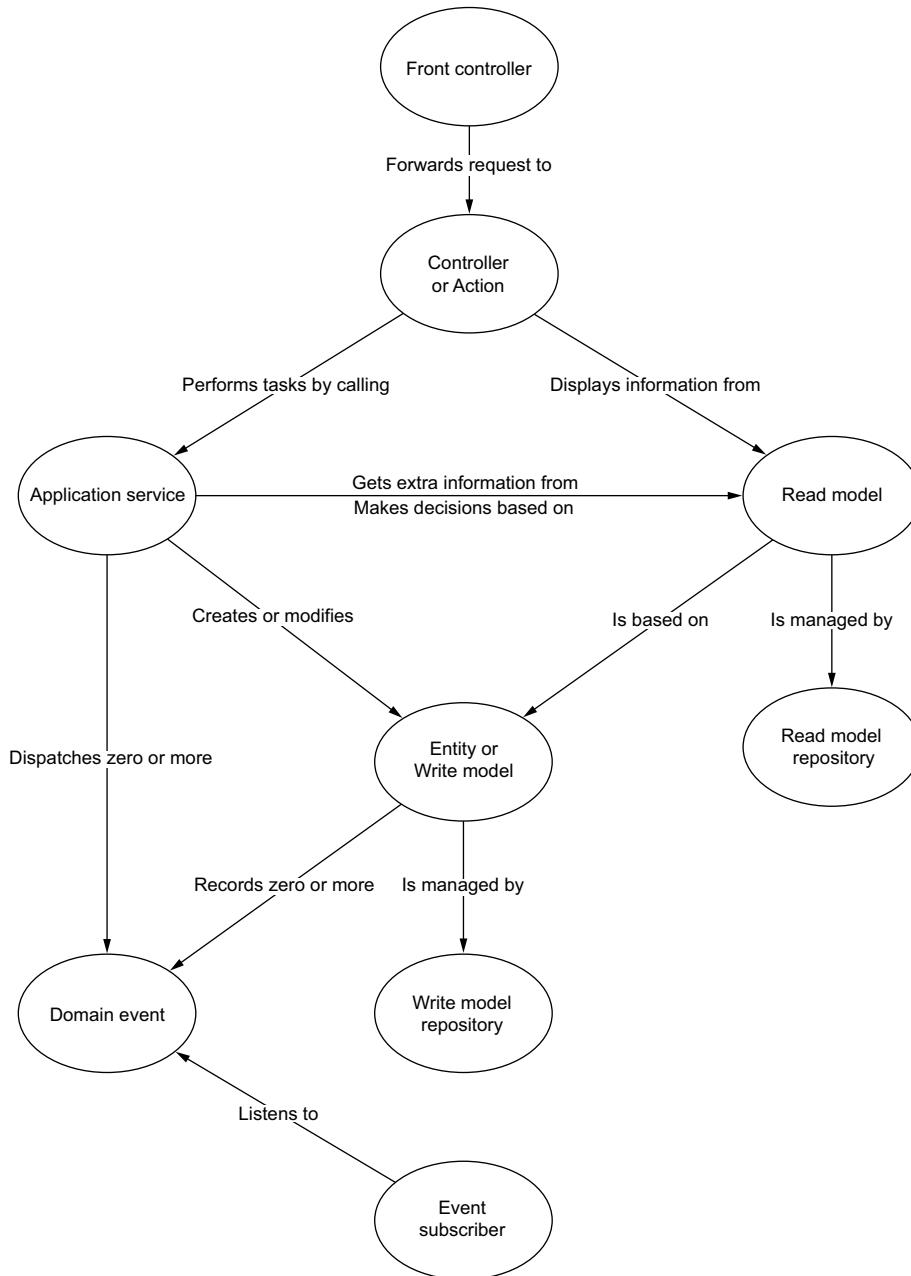 Front controller
Forwards request to
Controller
or Action
Performs tasks by calling
Displays information from
Application service
Gets extra information from
Makes decisions based on
Read model
Creates or modifies
Is based on
Is managed by
Dispatches zero or more
Entity or
Write model
Read model
repository
Records zero or more
Is managed by
Domain event
Write model
repository
Listens to
Event
subscriber